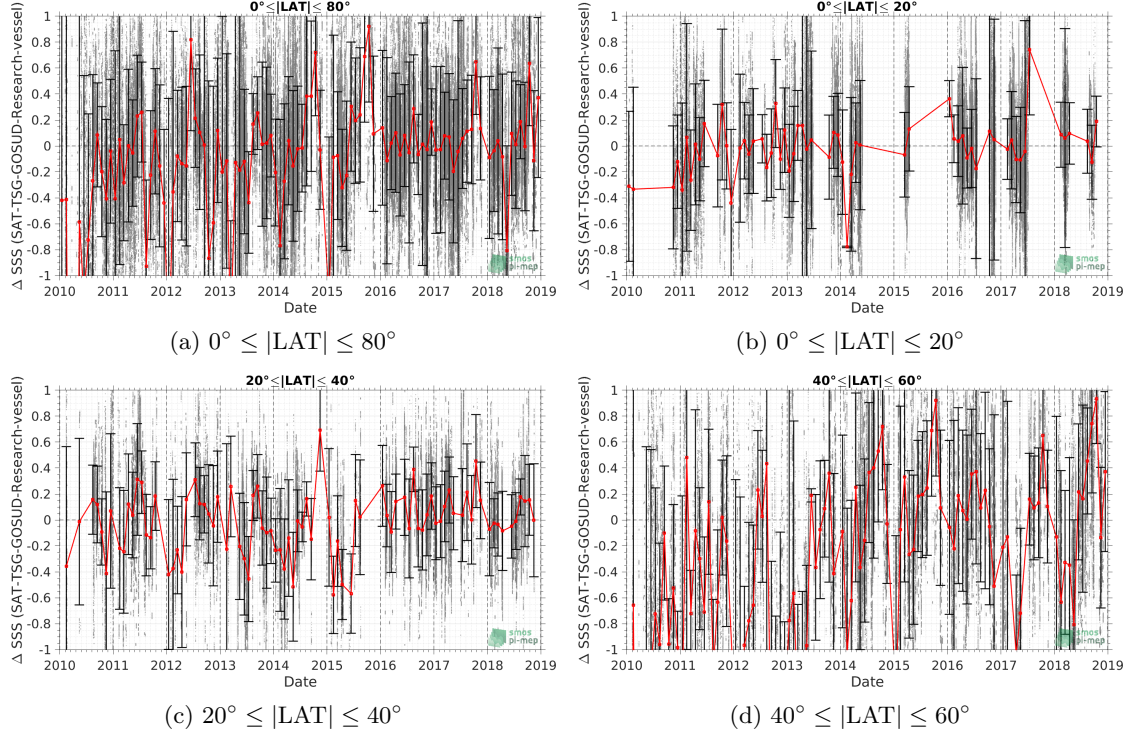 0°≤|LAT|≤ 80°
Δ SSS (SAT-TSG-GOSUD-Research-vessel)
1
0.8
0.6
0.4
0.2
0
-0.2
-0.4
-0.6
-0.8
-1
2010 2011 2012 2013 2014 2015 2016 2017 2018 2019
Date
smos
pi-mep
(a) 0° ≤ |LAT| ≤ 80°
0°≤|LAT|≤ 20°
Δ SSS (SAT-TSG-GOSUD-Research-vessel)
1
0.8
0.6
0.4
0.2
0
-0.2
-0.4
-0.6
-0.8
-1
2010 2011 2012 2013 2014 2015 2016 2017 2018 2019
Date
smos
pi-mep
(b) 0° ≤ |LAT| ≤ 20°
20°≤|LAT|≤ 40°
Δ SSS (SAT-TSG-GOSUD-Research-vessel)
1
0.8
0.6
0.4
0.2
0
-0.2
-0.4
-0.6
-0.8
-1
2010 2011 2012 2013 2014 2015 2016 2017 2018 2019
Date
smos
pi-mep
(c) 20° ≤ |LAT| ≤ 40°
40°≤|LAT|≤ 60°
Δ SSS (SAT-TSG-GOSUD-Research-vessel)
1
0.8
0.6
0.4
0.2
0
-0.2
-0.4
-0.6
-0.8
-1
2010 2011 2012 2013 2014 2015 2016 2017 2018 2019
Date
smos
pi-mep
(d) 40° ≤ |LAT| ≤ 60°